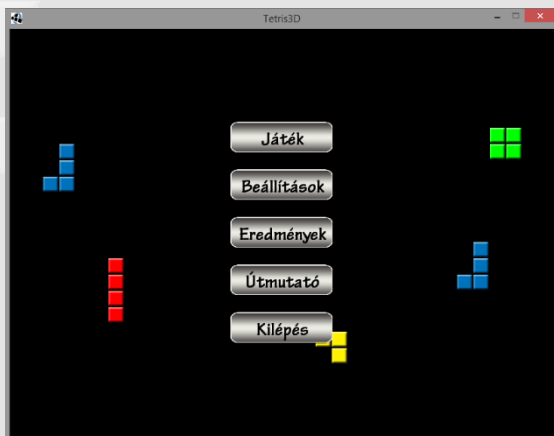 Tetris3D
Játék
Beállítások
Eredmények
Útmutató
Kilépés